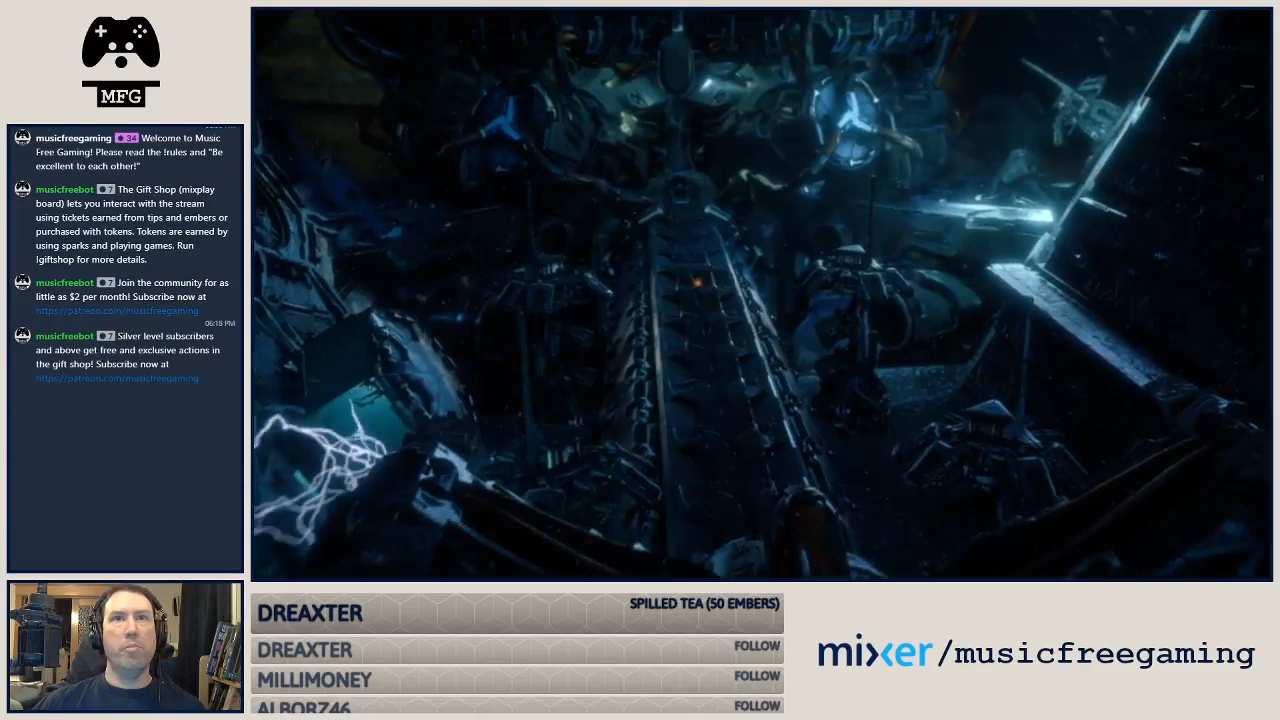 MFG
musicfreegaming 34 Welcome to Music
Free Gaming! Please read the !rules and "Be
excellent to each other!"
musicfreebot 7 The Gift Shop (mixplay
board) lets you interact with the stream
using tickets earned from tips and embers or
purchased with tokens. Tokens are earned by
using sparks and playing games. Run
!giftshop for more details.
musicfreebot 7 Join the community for as
little as $2 per month! Subscribe now at
https://patreon.com/musicfreegaming
06:18 PM
musicfreebot 7 Silver level subscribers
and above get free and exclusive actions in
the gift shop! Subscribe now at
https://patreon.com/musicfreegaming
DREAXTER SPILLED TEA (50 EMBERS)
DREAXTER FOLLOW
MILLIMONEY FOLLOW
ALBORZ46 FOLLOW
mixer/musicfreegaming